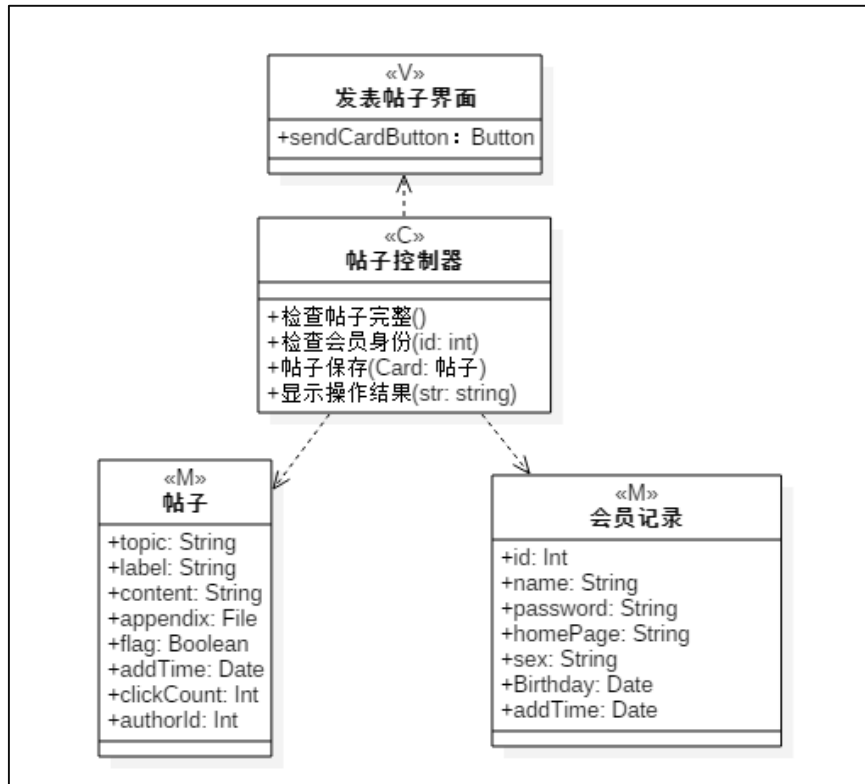 «V»
发表帖子界面
+sendCardButton：Button
«C»
帖子控制器
+检查帖子完整()
+检查会员身份(id: int)
+帖子保存(Card: 帖子)
+显示操作结果(str: string)
«M»
帖子
+topic: String
+label: String
+content: String
+appendix: File
+flag: Boolean
+addTime: Date
+clickCount: Int
+authorId: Int
«M»
会员记录
+id: Int
+name: String
+password: String
+homePage: String
+sex: String
+Birthday: Date
+addTime: Date